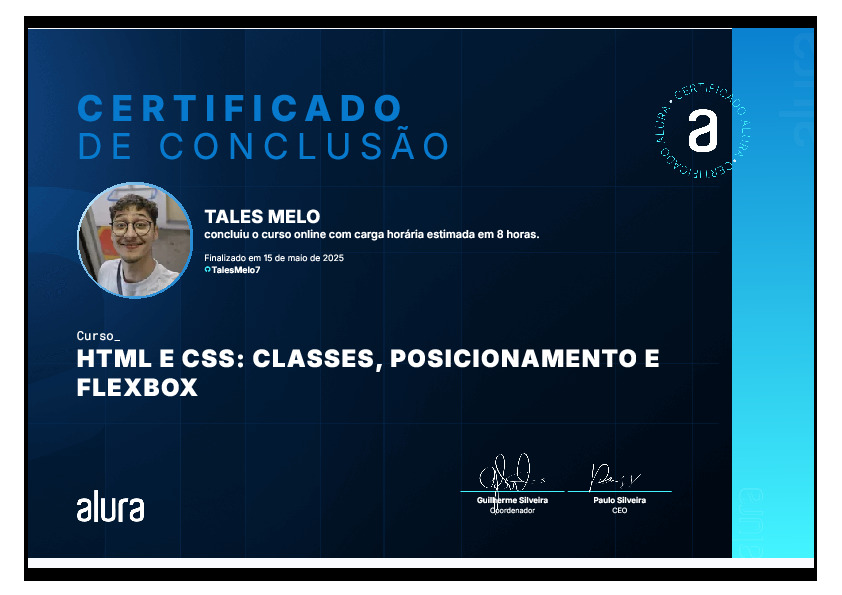 CERTIFICADO
DE CONCLUSÃO
CERTIFICADO ALURA • CERTIFICADO ALURA •
a
TALES MELO
concluiu o curso online com carga horária estimada em 8 horas.
Finalizado em 15 de maio de 2025
TalesMelo7
Curso_
HTML E CSS: CLASSES, POSICIONAMENTO E
FLEXBOX
Guilherme Silveira
Coordenador
Paulo Silveira
CEO
alura
alura
alura